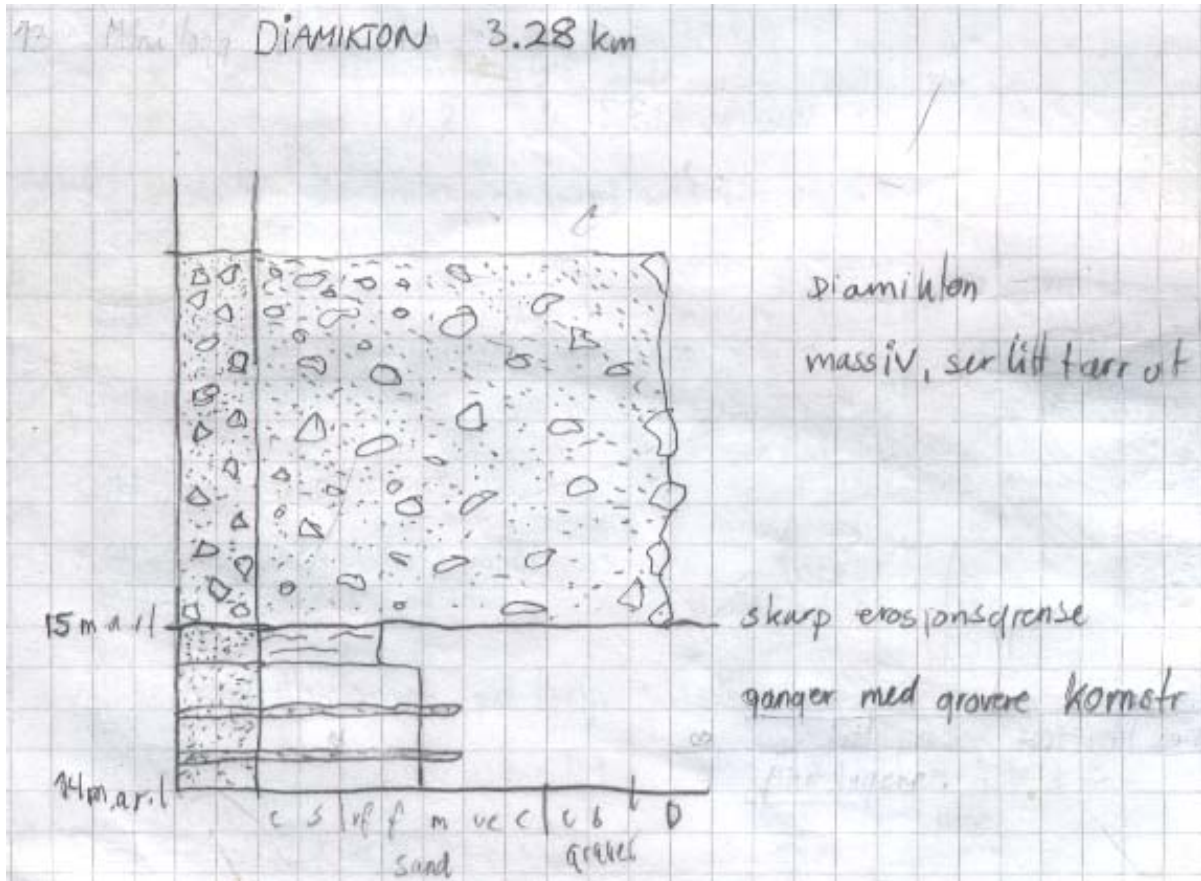 13 DIAMIKTON 3.28 km
Diamikton
massiv, ser litt tørr ut
15 m a r l
skarp erosjonsgrense
ganger med grovere kornstr
14 m.a r.l
c s vf f m vc c c b D
sand
gravel